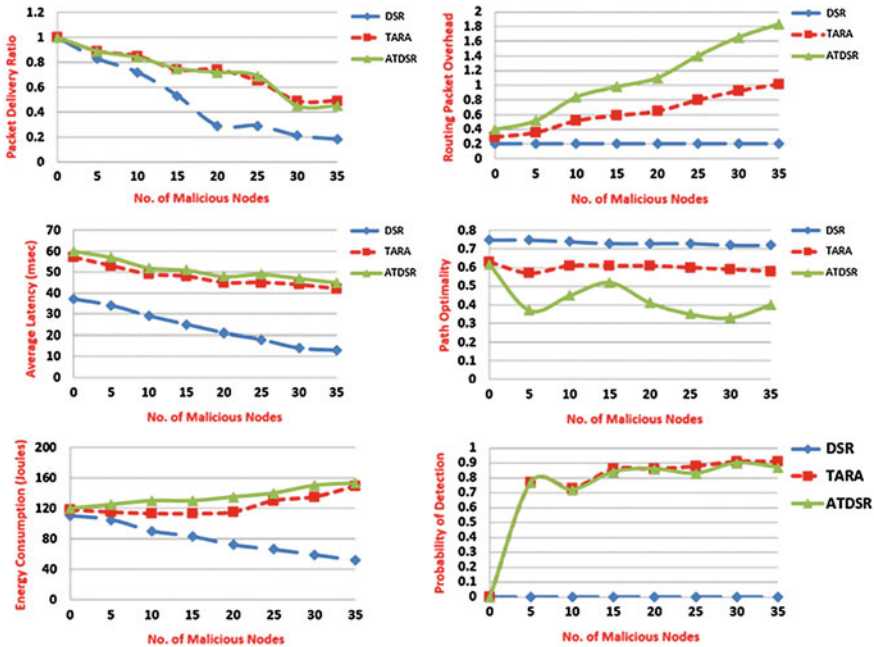 Packet Delivery Ratio
1.2
1
0.8
0.6
0.4
0.2
0
0 5 10 15 20 25 30 35
No. of Malicious Nodes
DSR
TARA
ATDSR
Routing Packet Overhead
2
1.8
1.6
1.4
1.2
1
0.8
0.6
0.4
0.2
0
0 5 10 15 20 25 30 35
No. of Malicious Nodes
DSR
TARA
ATDSR
Average Latency (msec)
70
60
50
40
30
20
10
0
0 5 10 15 20 25 30 35
No. of Malicious Nodes
DSR
TARA
ATDSR
Path Optimality
0.8
0.7
0.6
0.5
0.4
0.3
0.2
0.1
0
0 5 10 15 20 25 30 35
No. of Malicious Nodes
DSR
TARA
ATDSR
Energy Consumption (Joules)
200
160
120
80
40
0
0 5 10 15 20 25 30 35
No. of Malicious Nodes
DSR
TARA
ATDSR
Probability of Detection
1
0.9
0.8
0.7
0.6
0.5
0.4
0.3
0.2
0.1
0
0 5 10 15 20 25 30 35
No. of Malicious Nodes
DSR
TARA
ATDSR